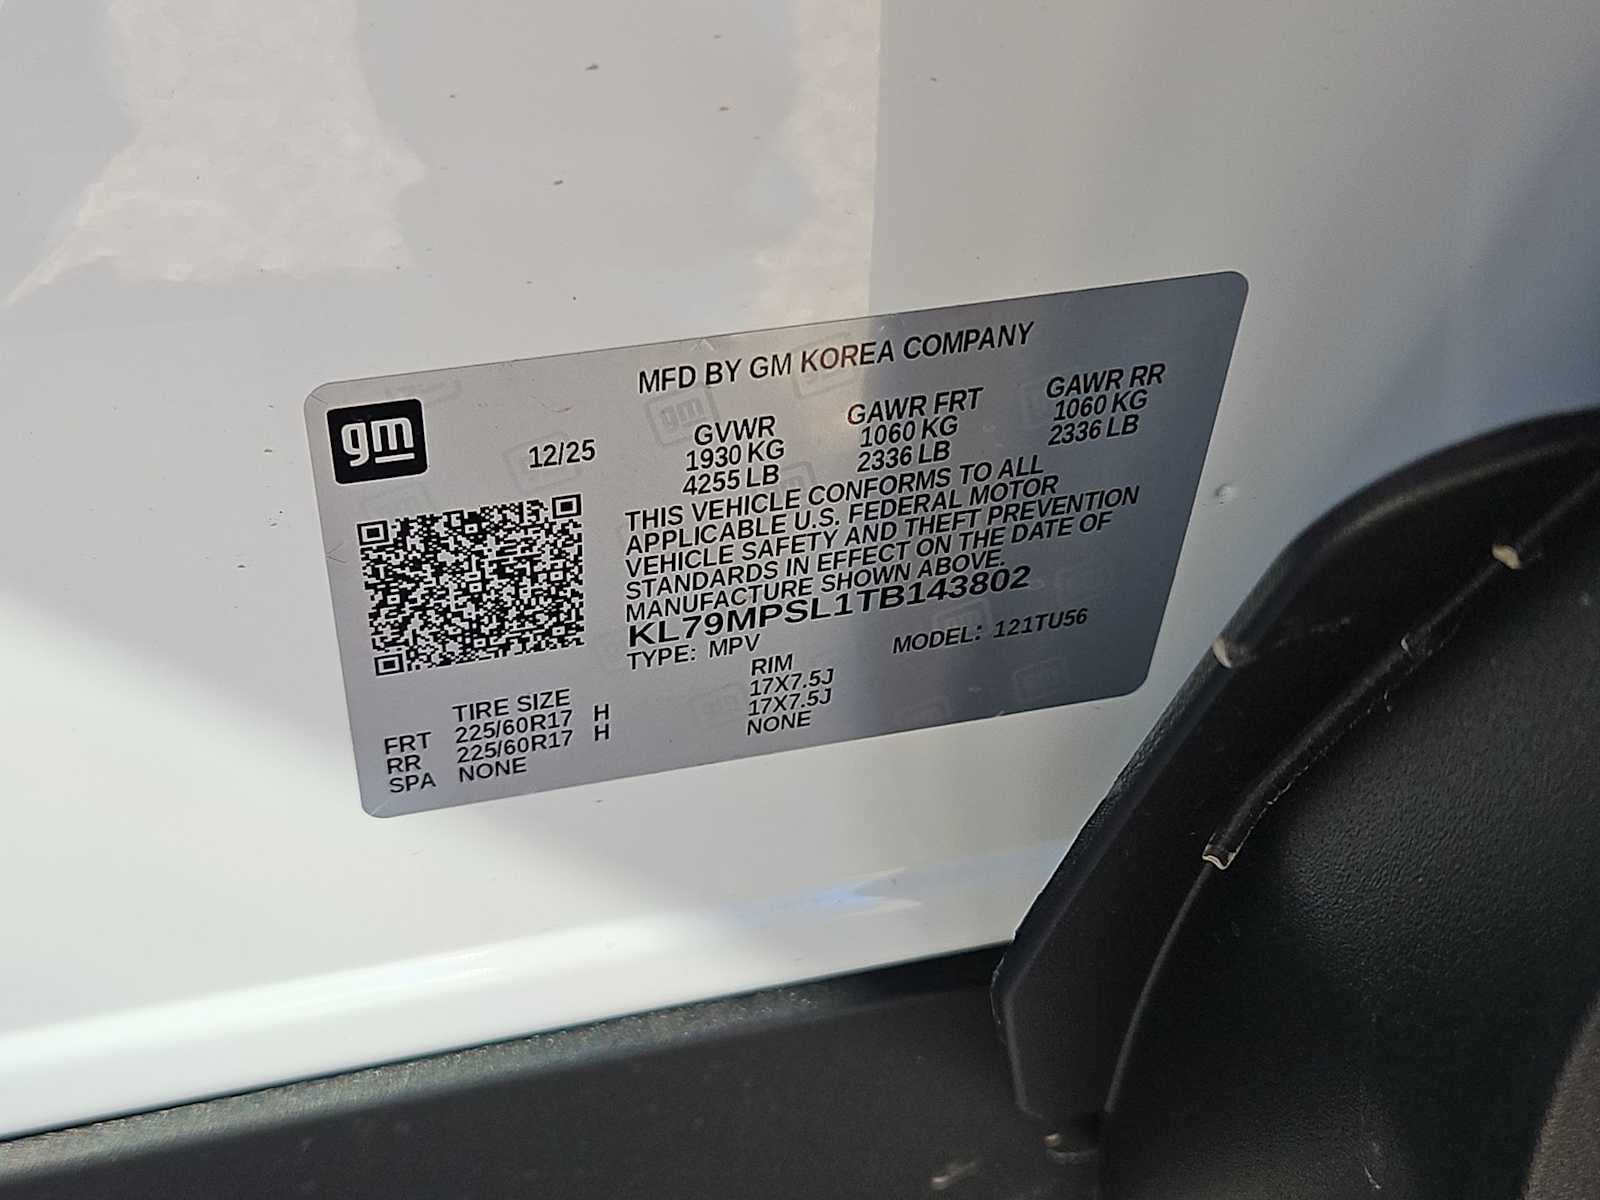 MFD BY GM KOREA COMPANY
gm
12/25
GVWR GAWR FRT GAWR RR
1930 KG 1060 KG 1060 KG
4255 LB 2336 LB 2336 LB
THIS VEHICLE CONFORMS TO ALL
APPLICABLE U.S. FEDERAL MOTOR
VEHICLE SAFETY AND THEFT PREVENTION
STANDARDS IN EFFECT ON THE DATE OF
MANUFACTURE SHOWN ABOVE.
KL79MPSL1TB143802
TYPE: MPV MODEL: 121TU56
TIRE SIZE RIM
FRT 225/60R17 H 17X7.5J
RR 225/60R17 H 17X7.5J
SPA NONE NONE